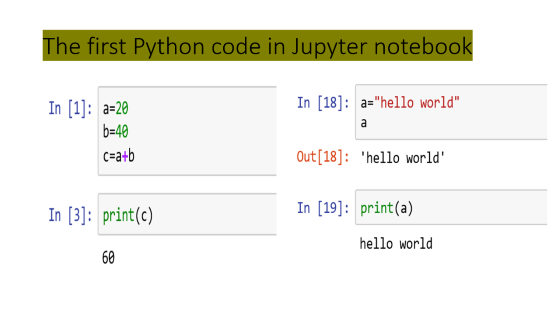 The first Python code in Jupyter notebook
In [1]: a=20
b=40
c=a+b
In [3]: print(c)
60
In [18]: a="hello world"
a
Out[18]: 'hello world'
In [19]: print(a)
hello world